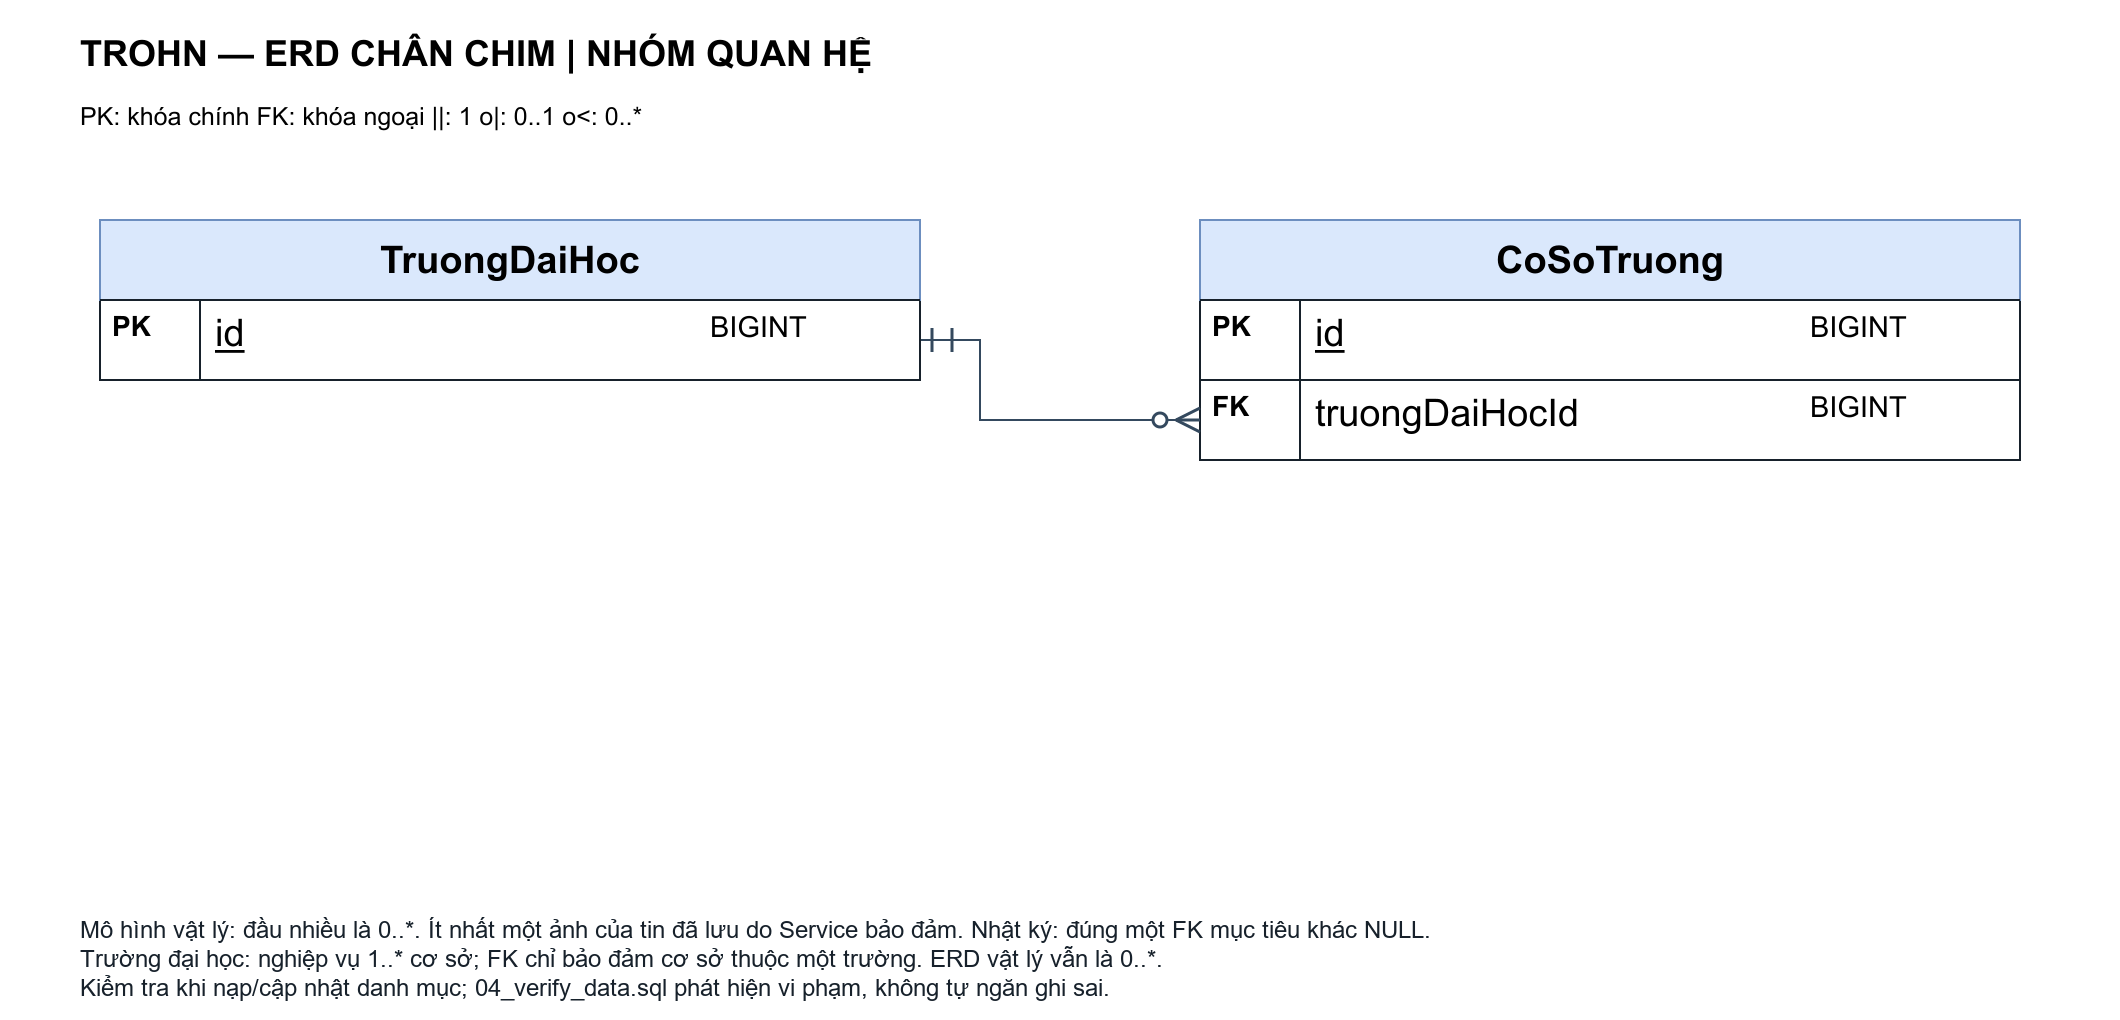 TROHN — ERD CHÂN CHIM | NHÓM QUAN HỆ
PK: khóa chính FK: khóa ngoại ||: 1 o|: 0..1 o<: 0..*
TruongDaiHoc
PK id BIGINT
CoSoTruong
PK id BIGINT
FK truongDaiHocId BIGINT
Mô hình vật lý: đầu nhiều là 0..*. Ít nhất một ảnh của tin đã lưu do Service bảo đảm. Nhật ký: đúng một FK mục tiêu khác NULL.
Trường đại học: nghiệp vụ 1..* cơ sở; FK chỉ bảo đảm cơ sở thuộc một trường. ERD vật lý vẫn là 0..*.
Kiểm tra khi nạp/cập nhật danh mục; 04_verify_data.sql phát hiện vi phạm, không tự ngăn ghi sai.